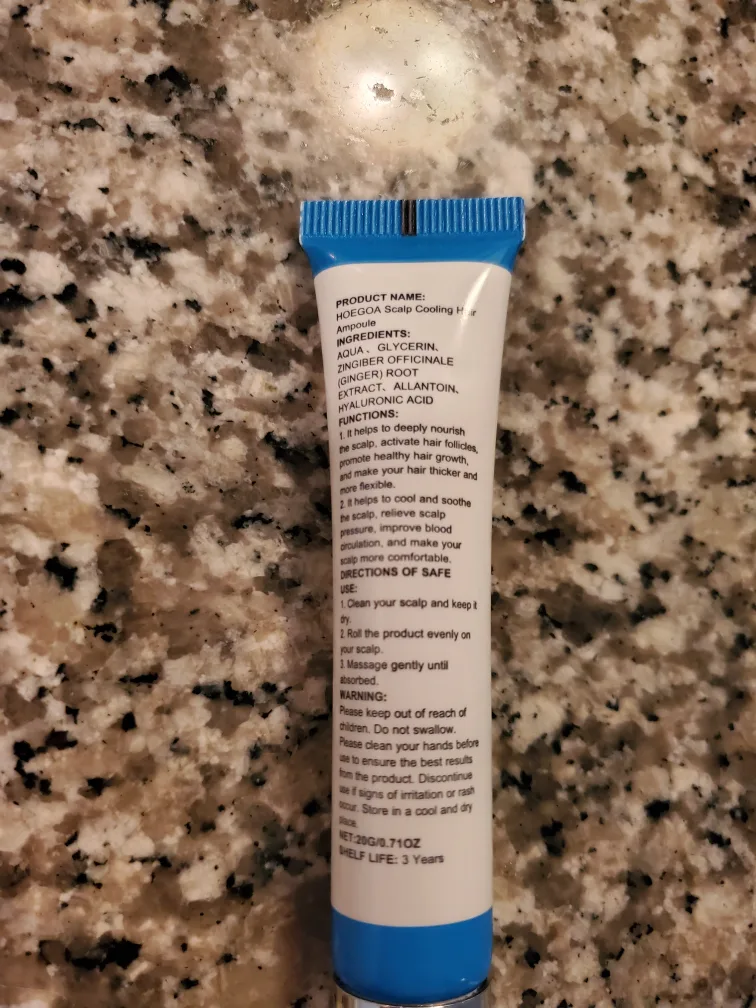 PRODUCT NAME:
HOEGOA Scalp Cooling Hair
Ampoule
INGREDIENTS:
AQUA、GLYCERIN、
ZINGIBER OFFICINALE
(GINGER) ROOT
EXTRACT、ALLANTOIN、
HYALURONIC ACID
FUNCTIONS:
1. It helps to deeply nourish
the scalp, activate hair follicles,
promote healthy hair growth,
and make your hair thicker and
more flexible.
2. It helps to cool and soothe
the scalp, relieve scalp
pressure, improve blood
circulation, and make your
scalp more comfortable.
DIRECTIONS OF SAFE
USE:
1. Clean your scalp and keep it
dry.
2. Roll the product evenly on
your scalp.
3. Massage gently until
absorbed.
WARNING:
Please keep out of reach of
children. Do not swallow.
Please clean your hands before
use to ensure the best results
from the product. Discontinue
use if signs of irritation or rash
occur. Store in a cool and dry
place.
NET:20G/0.71OZ
SHELF LIFE: 3 Years